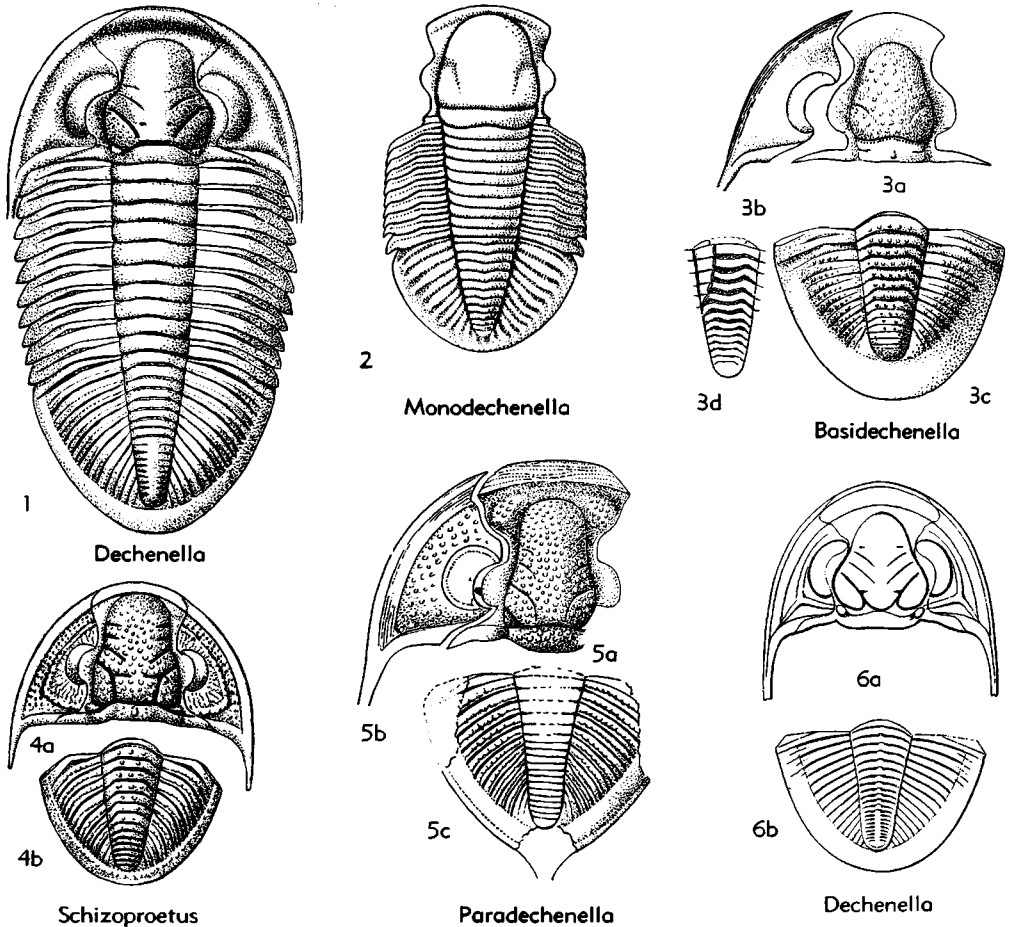 1
Dechenella
2
Monodechenella
3b
3a
3d
3c
Basidechenella
4a
4b
Schizoproetus
5a
5b
5c
Paradechenella
6a
6b
Dechenella